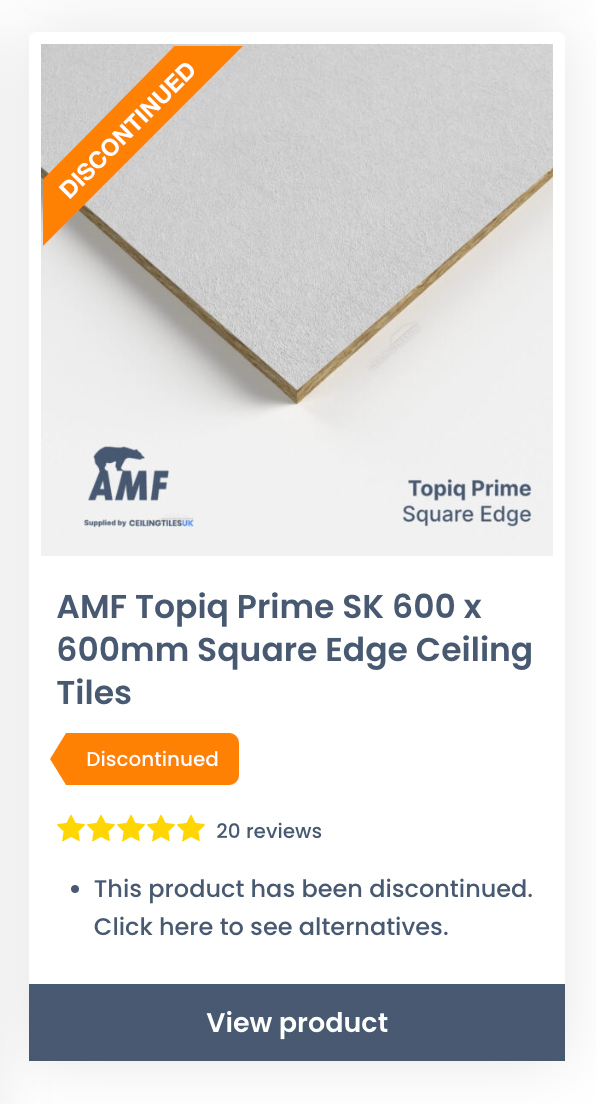 DISCONTINUED
AMF
Supplied by CEILINGTILESUK
Topiq Prime
Square Edge
AMF Topiq Prime SK 600 x
600mm Square Edge Ceiling
Tiles
Discontinued
20 reviews
This product has been discontinued.
Click here to see alternatives.
View product